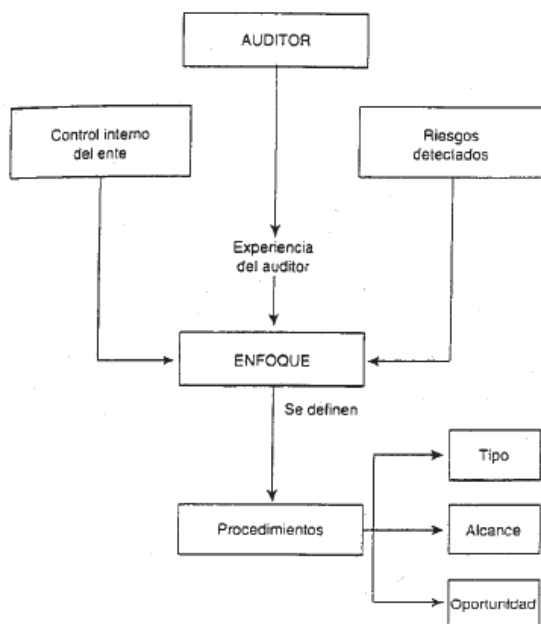 AUDITOR
Control interno
del ente
Riesgos
detectados
Experiencia
del auditor
ENFOQUE
Se definen
Procedimientos
Tipo
Alcance
Oportunidad